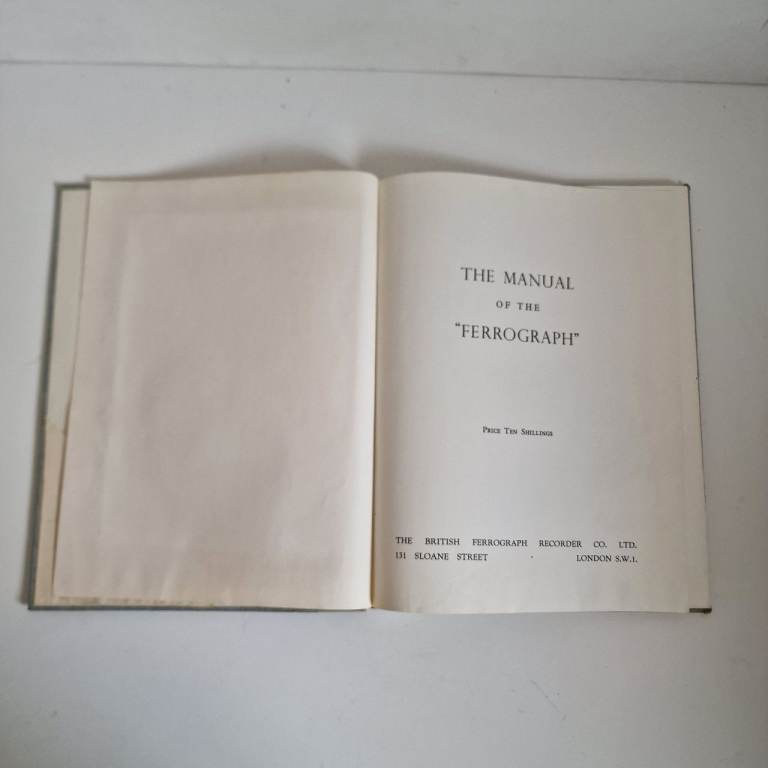 THE MANUAL
OF THE
"FERROGRAPH"
PRICE TEN SHILLINGS
THE BRITISH FERROGRAPH RECORDER CO. LTD.
131 SLOANE STREET · LONDON S.W.1.